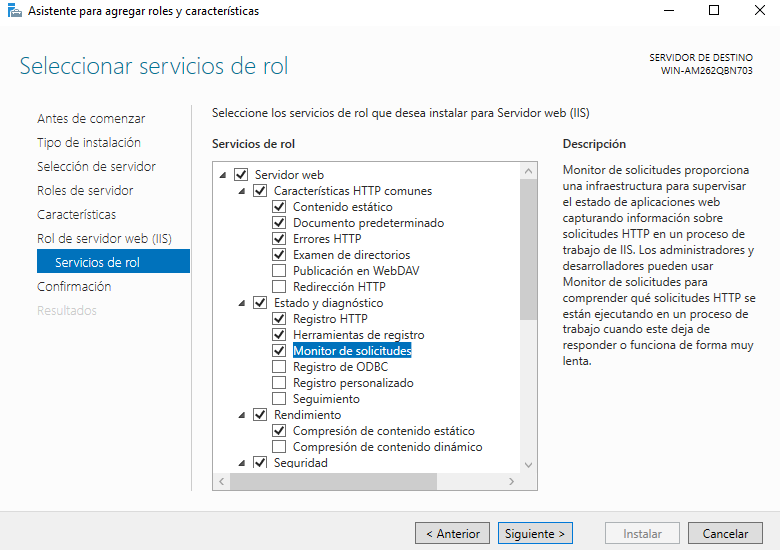 Asistente para agregar roles y características
Seleccionar servicios de rol
SERVIDOR DE DESTINO
WIN-AM262QBN703
Antes de comenzar
Tipo de instalación
Selección de servidor
Roles de servidor
Características
Rol de servidor web (IIS)
Servicios de rol
Confirmación
Resultados
Seleccione los servicios de rol que desea instalar para Servidor web (IIS)
Servicios de rol
Servidor web
Características HTTP comunes
Contenido estático
Documento predeterminado
Errores HTTP
Examen de directorios
Publicación en WebDAV
Redirección HTTP
Estado y diagnóstico
Registro HTTP
Herramientas de registro
Monitor de solicitudes
Registro de ODBC
Registro personalizado
Seguimiento
Rendimiento
Compresión de contenido estático
Compresión de contenido dinámico
Seguridad
Descripción
Monitor de solicitudes proporciona
una infraestructura para supervisar
el estado de aplicaciones web
capturando información sobre
solicitudes HTTP en un proceso de
trabajo de IIS. Los administradores y
desarrolladores pueden usar
Monitor de solicitudes para
comprender qué solicitudes HTTP se
están ejecutando en un proceso de
trabajo cuando este deja de
responder o funciona de forma muy
lenta.
< Anterior
Siguiente >
Instalar
Cancelar